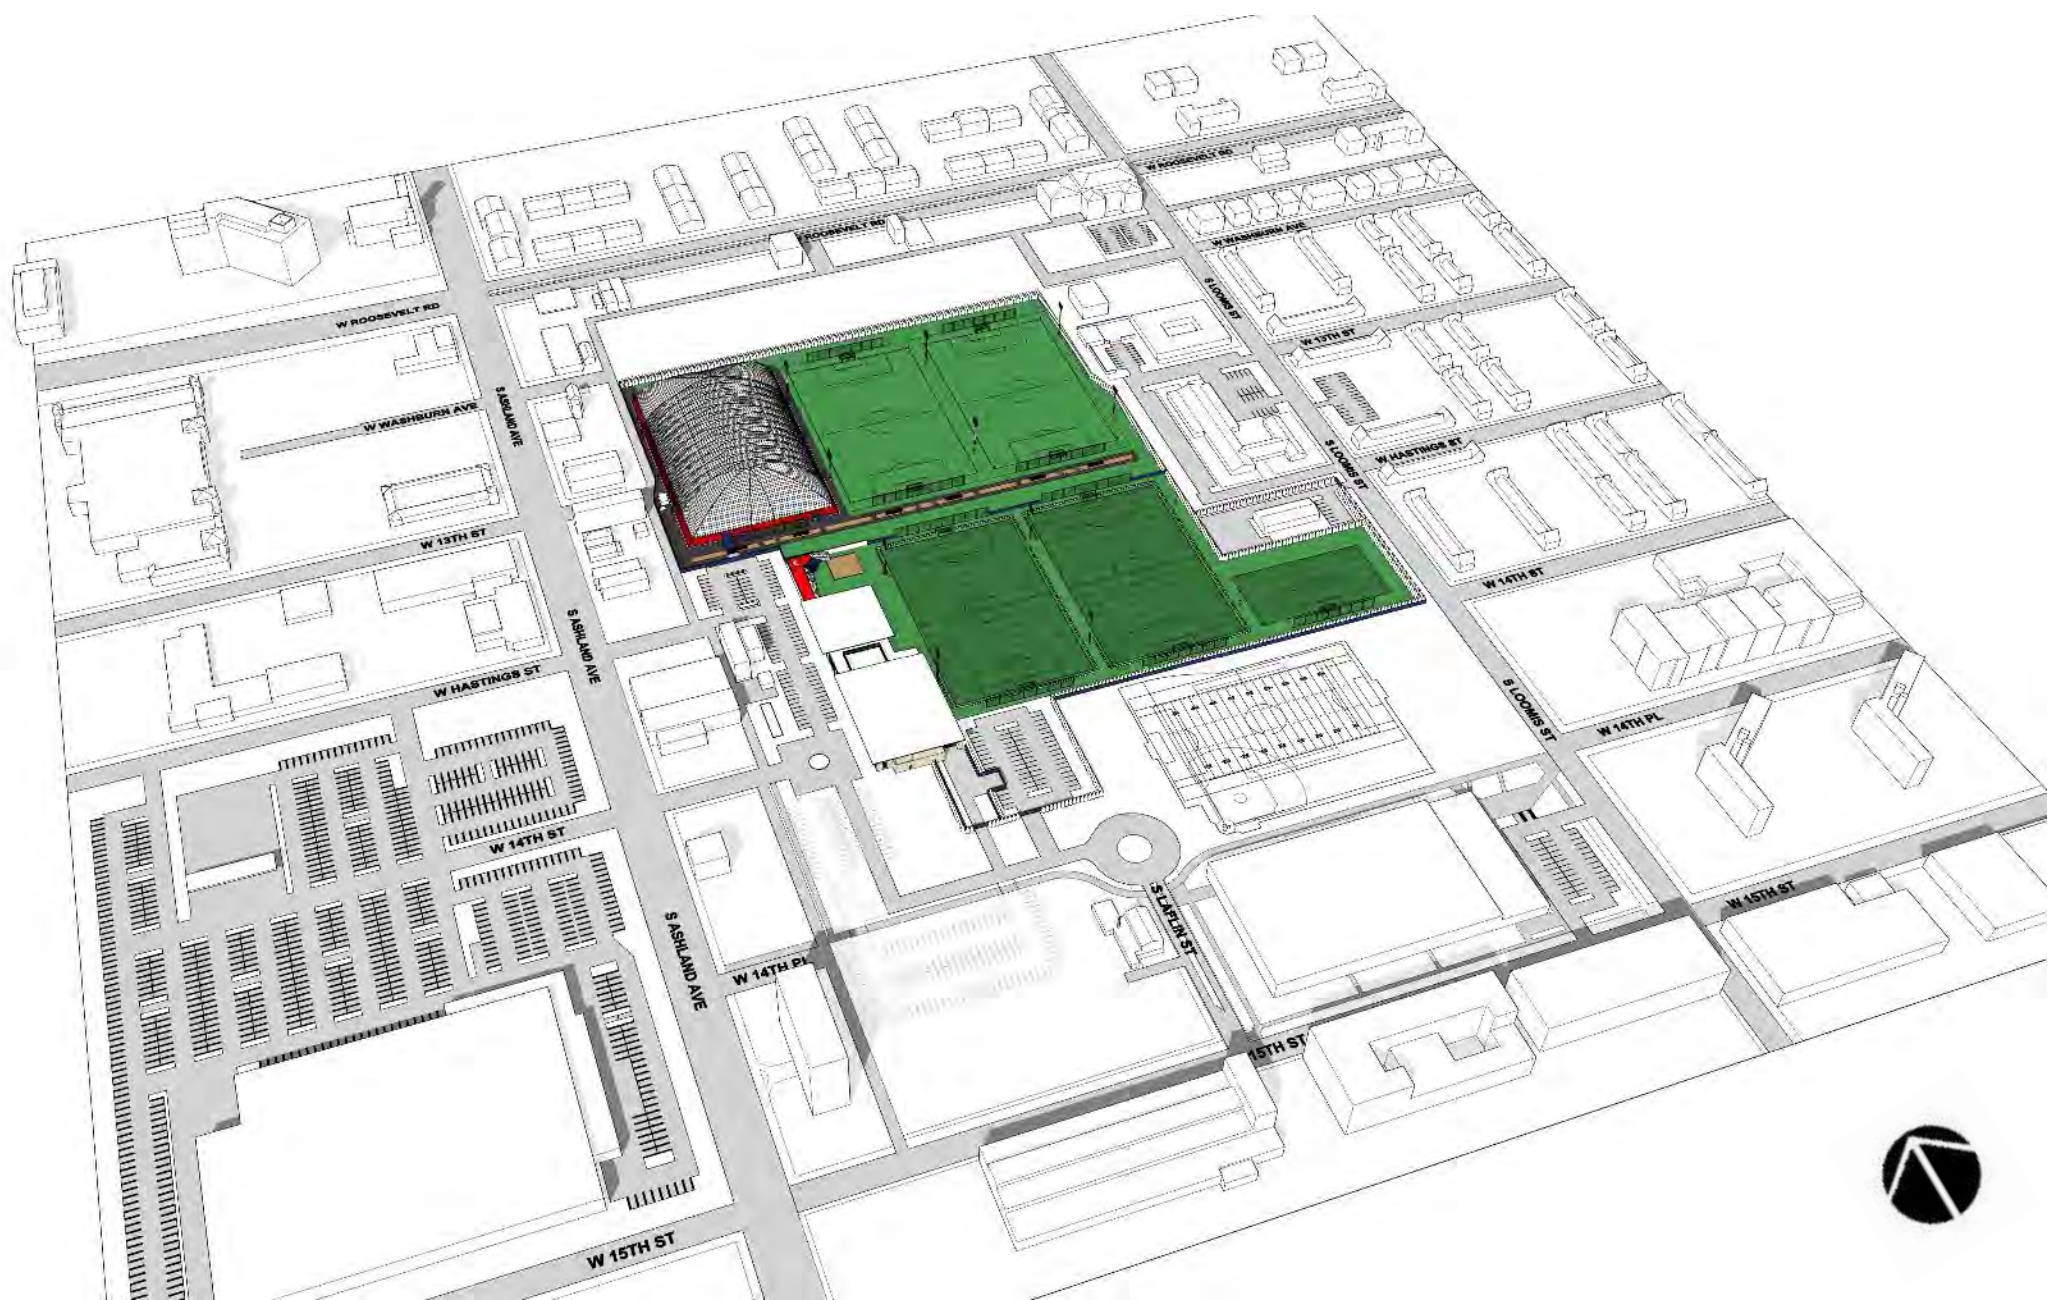 W ROOSEVELT RD
ROOSEVELT RD
W WASHBURN AVE
S LOOMIS ST
W ROOSEVELT RD
W 13TH ST
S ASHLAND AVE
W WASHBURN AVE
W HASTINGS ST
S LOOMIS ST
W 13TH ST
W 14TH ST
S ASHLAND AVE
W HASTINGS ST
S LOOMIS ST
W 14TH PL
W 14TH ST
W 15TH ST
S LAFLIN ST
S ASHLAND AVE
W 14TH PL
15TH ST
W 15TH ST